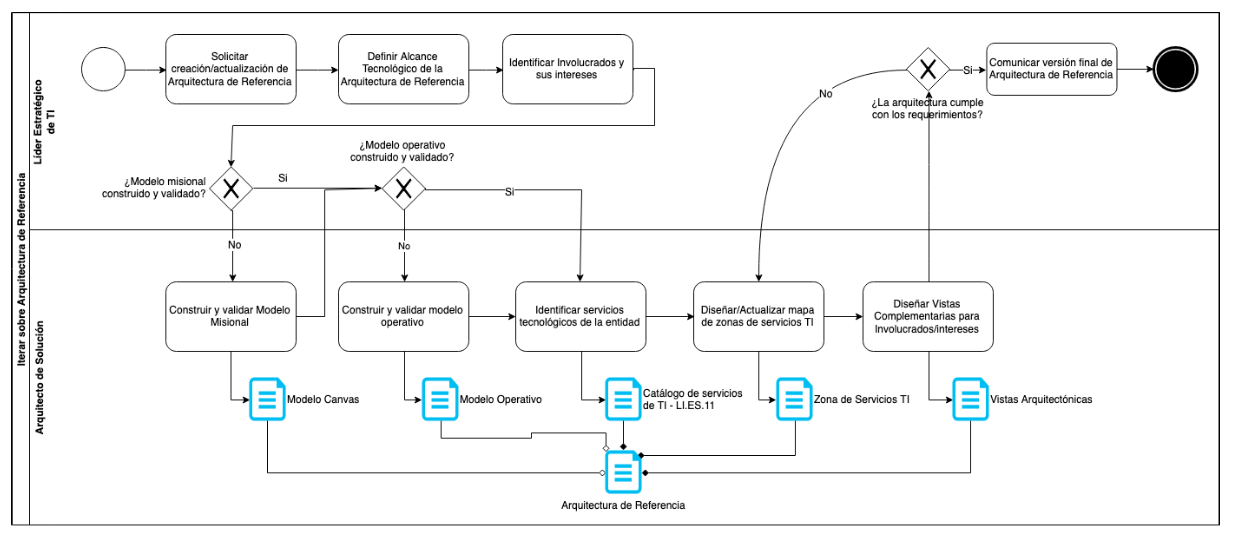 Iterar sobre Arquitectura de Referencia
Líder Estratégico
de TI
Solicitar
creación/actualización de
Arquitectura de Referencia
Definir Alcance
Tecnológico de la
Arquitectura de Referencia
Identificar Involucrados y
sus intereses
¿Modelo misional
construido y validado?
Si
No
¿Modelo operativo
construido y validado?
Si
No
No
¿La arquitectura cumple
con los requerimientos?
Si
Comunicar versión final de
Arquitectura de Referencia
Arquitecto de Solución
Construir y validar Modelo
Misional
Construir y validar modelo
operativo
Identificar servicios
tecnológicos de la entidad
Diseñar/Actualizar mapa
de zonas de servicios TI
Diseñar Vistas
Complementarias para
Involucrados/intereses
Modelo Canvas
Modelo Operativo
Catálogo de servicios
de TI - LI.ES.11
Zona de Servicios TI
Vistas Arquitectónicas
Arquitectura de Referencia